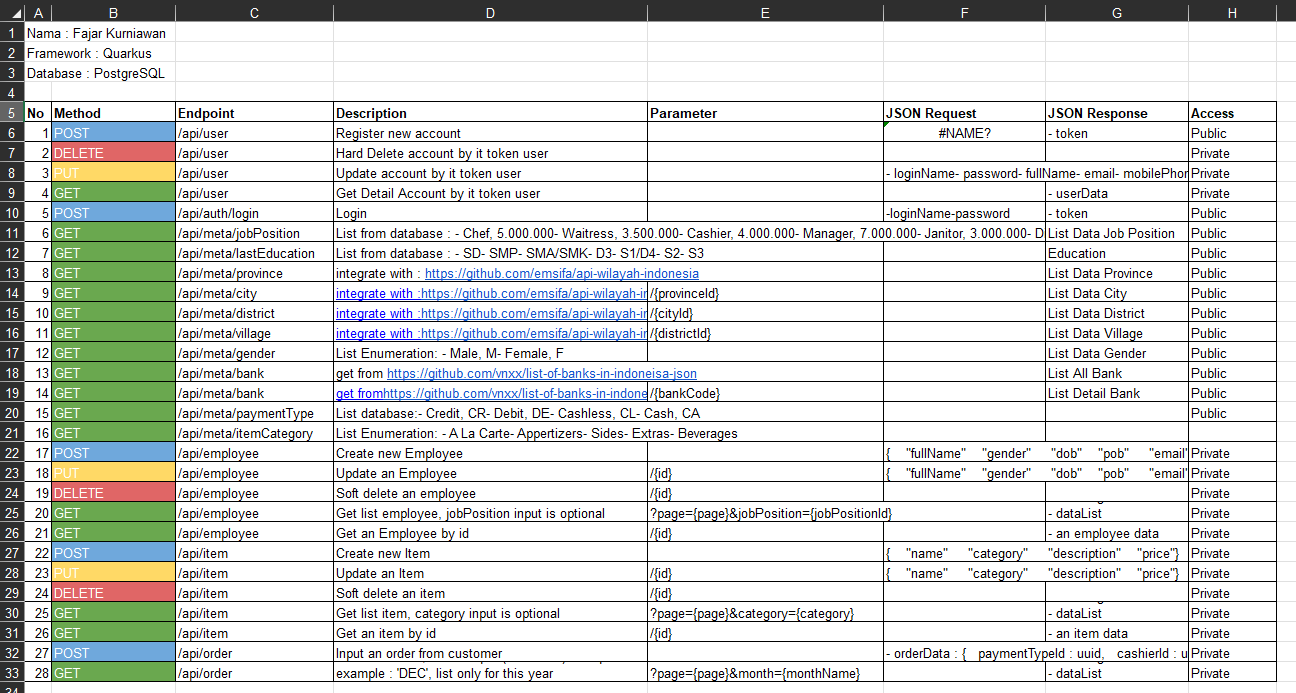 A B C D E F G H
1 Nama : Fajar Kurniawan
2 Framework : Quarkus
3 Database : PostgreSQL
4
5 No Method Endpoint Description Parameter JSON Request JSON Response Access
6 1 POST /api/user Register new account #NAME? - token Public
7 2 DELETE /api/user Hard Delete account by it token user Private
8 3 PUT /api/user Update account by it token user - loginName- password- fullName- email- mobilePhor Private
9 4 GET /api/user Get Detail Account by it token user - userData Private
10 5 POST /api/auth/login Login -loginName-password - token Public
11 6 GET /api/meta/jobPosition List from database : - Chef, 5.000.000- Waitress, 3.500.000- Cashier, 4.000.000- Manager, 7.000.000- Janitor, 3.000.000- D List Data Job Position Public
12 7 GET /api/meta/lastEducation List from database : - SD- SMP- SMA/SMK- D3- S1/D4- S2- S3 Education Public
13 8 GET /api/meta/province integrate with : https://github.com/emsifa/api-wilayah-indonesia List Data Province Public
14 9 GET /api/meta/city integrate with :https://github.com/emsifa/api-wilayah-ir /{provinceId} List Data City Public
15 10 GET /api/meta/district integrate with :https://github.com/emsifa/api-wilayah-ir /{cityId} List Data District Public
16 11 GET /api/meta/village integrate with :https://github.com/emsifa/api-wilayah-ir /{districtId} List Data Village Public
17 12 GET /api/meta/gender List Enumeration: - Male, M- Female, F List Data Gender Public
18 13 GET /api/meta/bank get from https://github.com/vnxx/list-of-banks-in-indoneisa-json List All Bank Public
19 14 GET /api/meta/bank get fromhttps://github.com/vnxx/list-of-banks-in-indone /{bankCode} List Detail Bank Public
20 15 GET /api/meta/paymentType List database:- Credit, CR- Debit, DE- Cashless, CL- Cash, CA Public
21 16 GET /api/meta/itemCategory List Enumeration: - A La Carte- Appertizers- Sides- Extras- Beverages
22 17 POST /api/employee Create new Employee { "fullName" "gender" "dob" "pob" "email" Private
23 18 PUT /api/employee Update an Employee /{id} { "fullName" "gender" "dob" "pob" "email" Private
24 19 DELETE /api/employee Soft delete an employee /{id} Private
25 20 GET /api/employee Get list employee, jobPosition input is optional ?page={page}&jobPosition={jobPositionId} - dataList Private
26 21 GET /api/employee Get an Employee by id /{id} - an employee data Private
27 22 POST /api/item Create new Item { "name" "category" "description" "price"} Private
28 23 PUT /api/item Update an Item /{id} { "name" "category" "description" "price"} Private
29 24 DELETE /api/item Soft delete an item /{id} Private
30 25 GET /api/item Get list item, category input is optional ?page={page}&category={category} - dataList Private
31 26 GET /api/item Get an item by id /{id} - an item data Private
32 27 POST /api/order Input an order from customer - orderData : { paymentTypeId : uuid, cashierId : u Private
33 28 GET /api/order example : 'DEC', list only for this year ?page={page}&month={monthName} - dataList Private